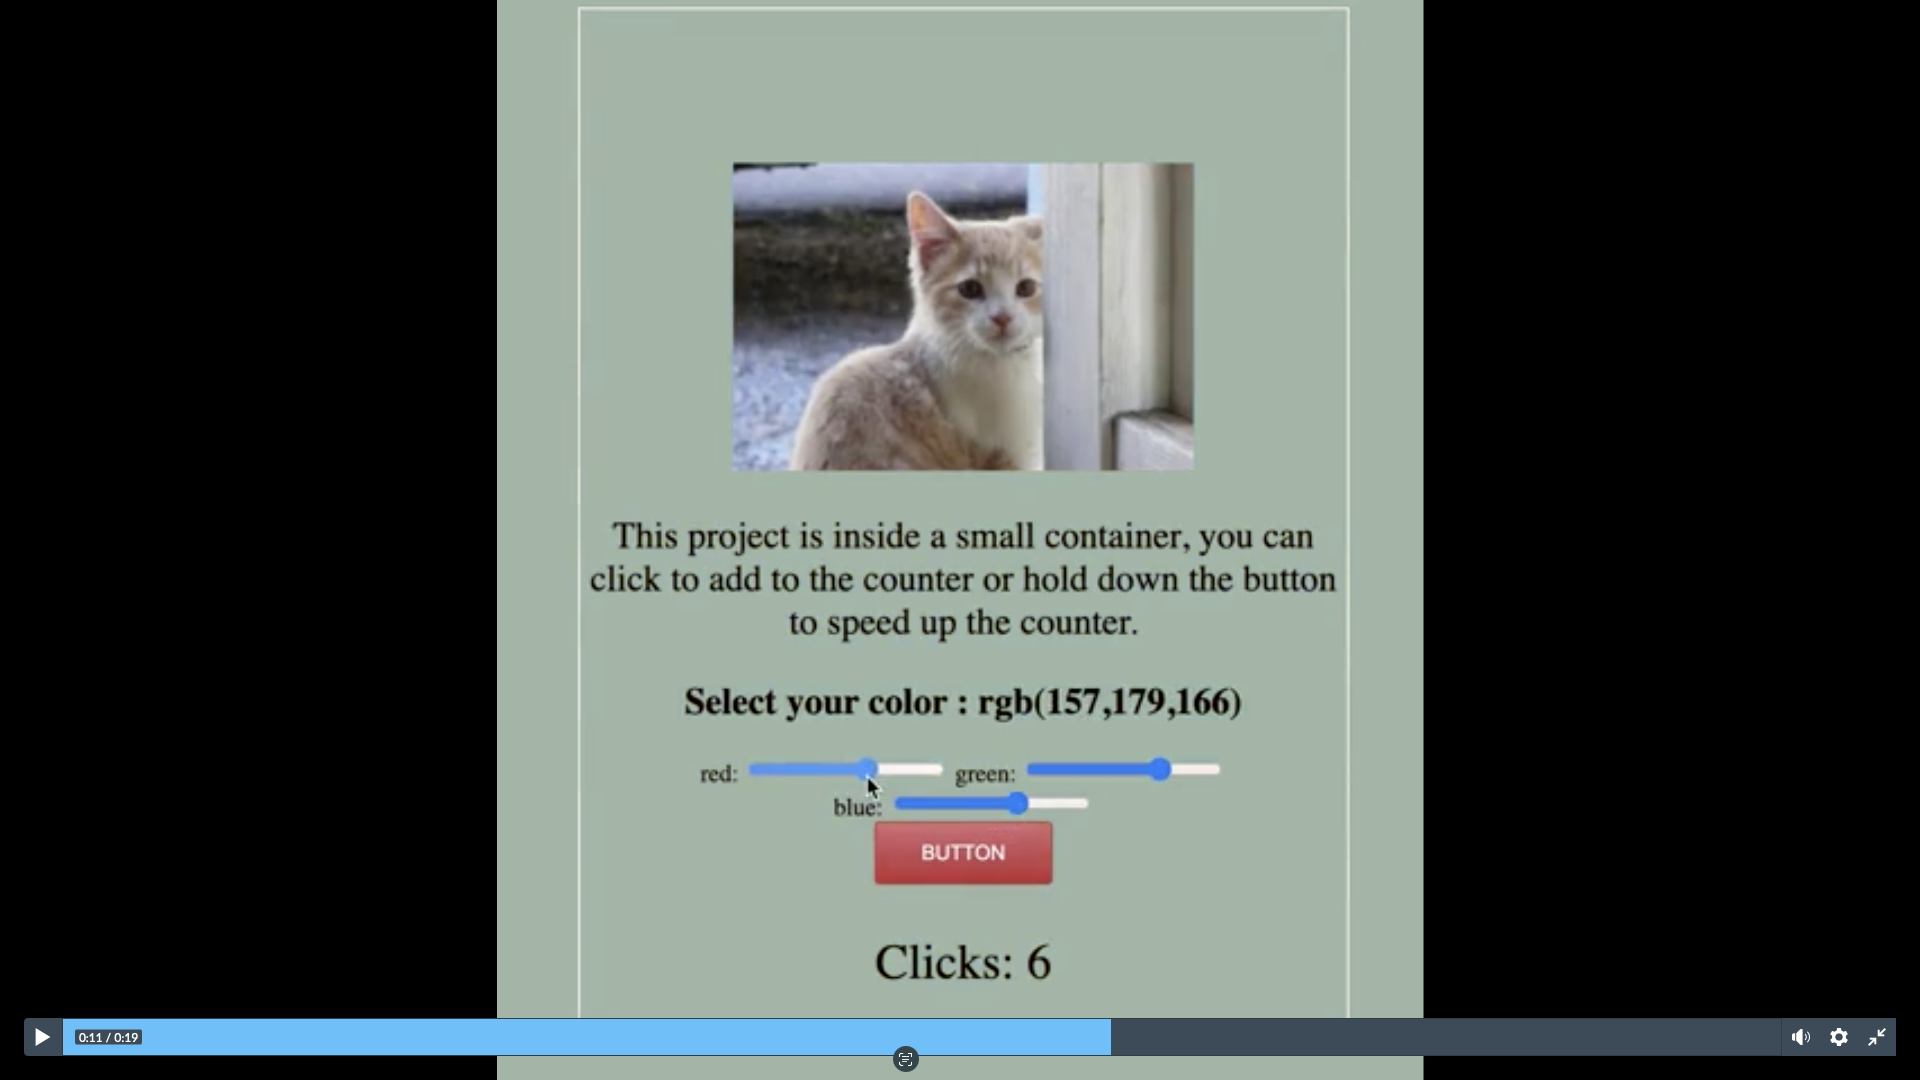 This project is inside a small container, you can
click to add to the counter or hold down the button
to speed up the counter.
Select your color : rgb(157,179,166)
red: green:
blue:
BUTTON
Clicks: 6
0:11 / 0:19